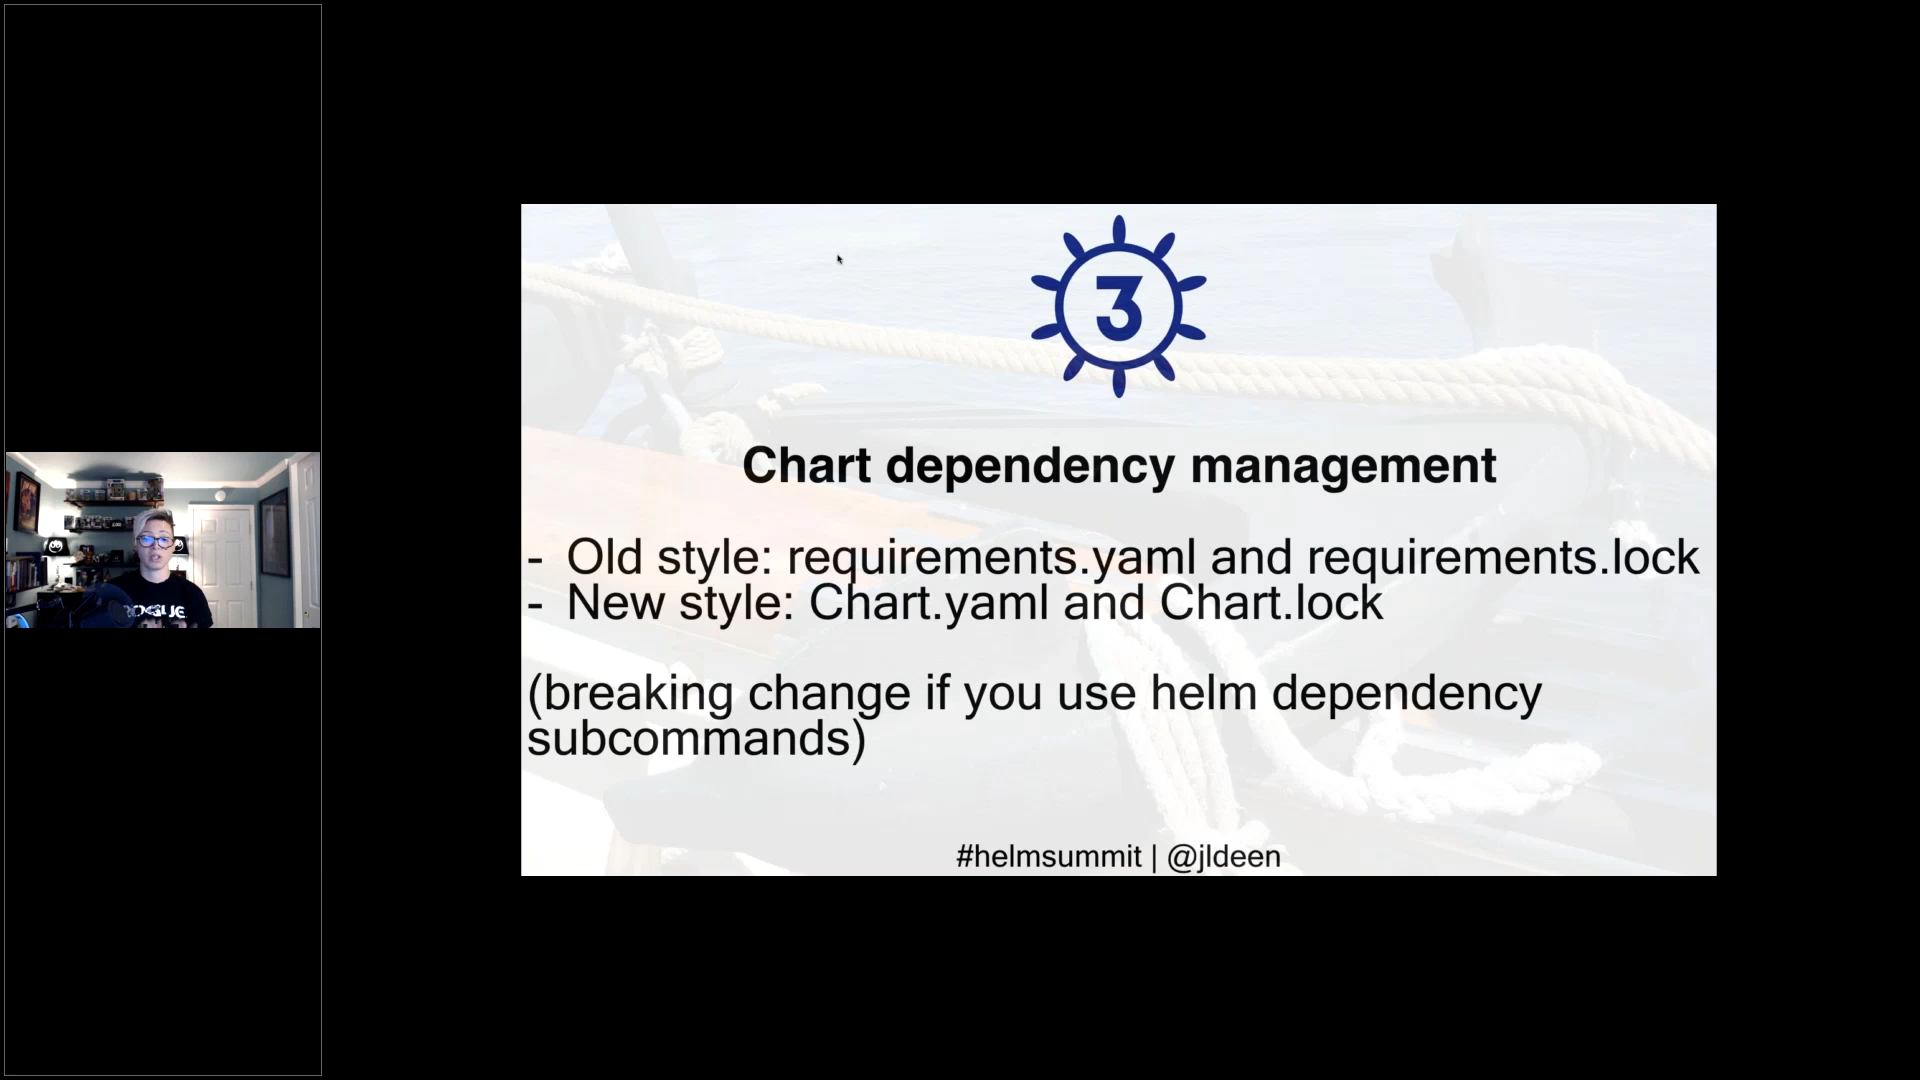 3
Chart dependency management
- Old style: requirements.yaml and requirements.lock
- New style: Chart.yaml and Chart.lock
(breaking change if you use helm dependency
subcommands)
#helmsummit | @jldeen